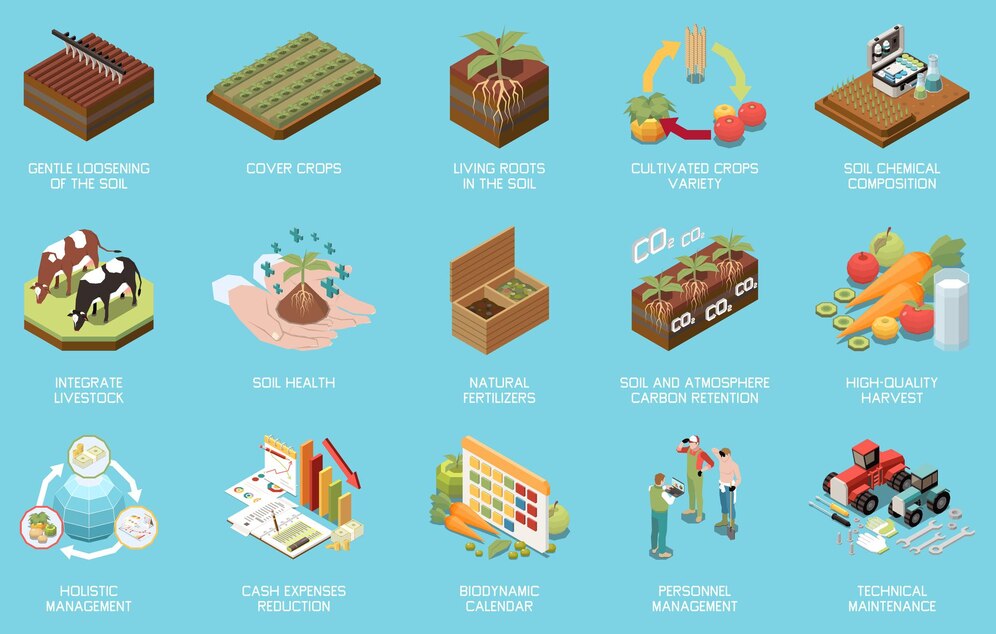 GENTLE LOOSENING
OF THE SOIL
COVER CROPS
LIVING ROOTS
IN THE SOIL
CULTIVATED CROPS
VARIETY
SOIL CHEMICAL
COMPOSITION
CO₂ CO₂
CO₂ CO₂ CO₂
INTEGRATE
LIVESTOCK
SOIL HEALTH
NATURAL
FERTILIZERS
SOIL AND ATMOSPHERE
CARBON RETENTION
HIGH-QUALITY
HARVEST
HOLISTIC
MANAGEMENT
CASH EXPENSES
REDUCTION
BIODYNAMIC
CALENDAR
PERSONNEL
MANAGEMENT
TECHNICAL
MAINTENANCE